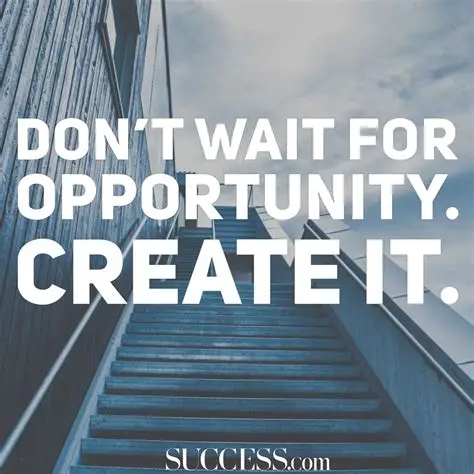 DON'T WAIT FOR
OPPORTUNITY.
CREATE IT.
SUCCESS.com